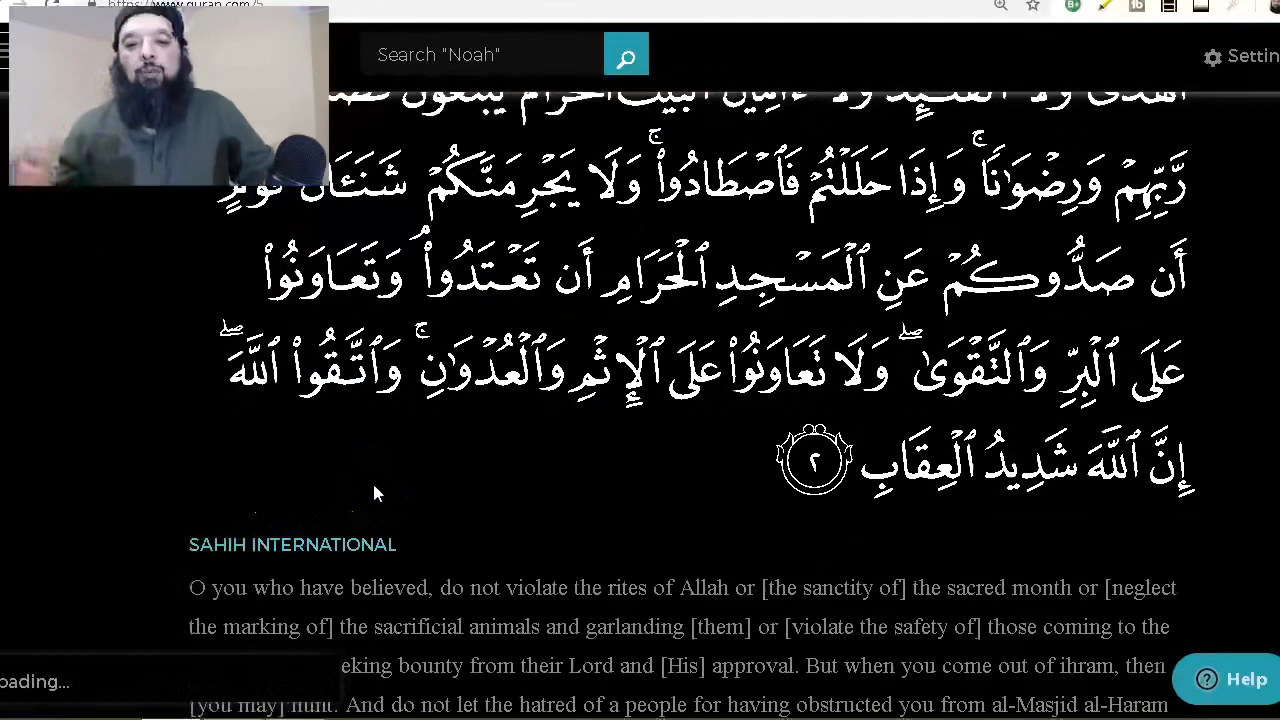 https://www.quran.com/5
Search "Noah"
Settin
رَّبِّهِمْ وَرِضْوَٰنًا ۚ وَإِذَا حَلَلْتُمْ فَٱصْطَادُوا۟ ۚ وَلَا يَجْرِمَنَّكُمْ شَنَـَٔانُ قَوْمٍ
أَن صَدُّوكُمْ عَنِ ٱلْمَسْجِدِ ٱلْحَرَامِ أَن تَعْتَدُوا۟ ۘ وَتَعَاوَنُوا۟
عَلَى ٱلْبِرِّ وَٱلتَّقْوَىٰ ۖ وَلَا تَعَاوَنُوا۟ عَلَى ٱلْإِثْمِ وَٱلْعُدْوَٰنِ ۚ وَٱتَّقُوا۟ ٱللَّهَ ۖ
إِنَّ ٱللَّهَ شَدِيدُ ٱلْعِقَابِ ٢
SAHIH INTERNATIONAL
O you who have believed, do not violate the rites of Allah or [the sanctity of] the sacred month or [neglect
the marking of] the sacrificial animals and garlanding [them] or [violate the safety of] those coming to the
eking bounty from their Lord and [His] approval. But when you come out of ihram, then
oading...
Help
[you may] hunt. And do not let the hatred of a people for having obstructed you from al-Masjid al-Haram